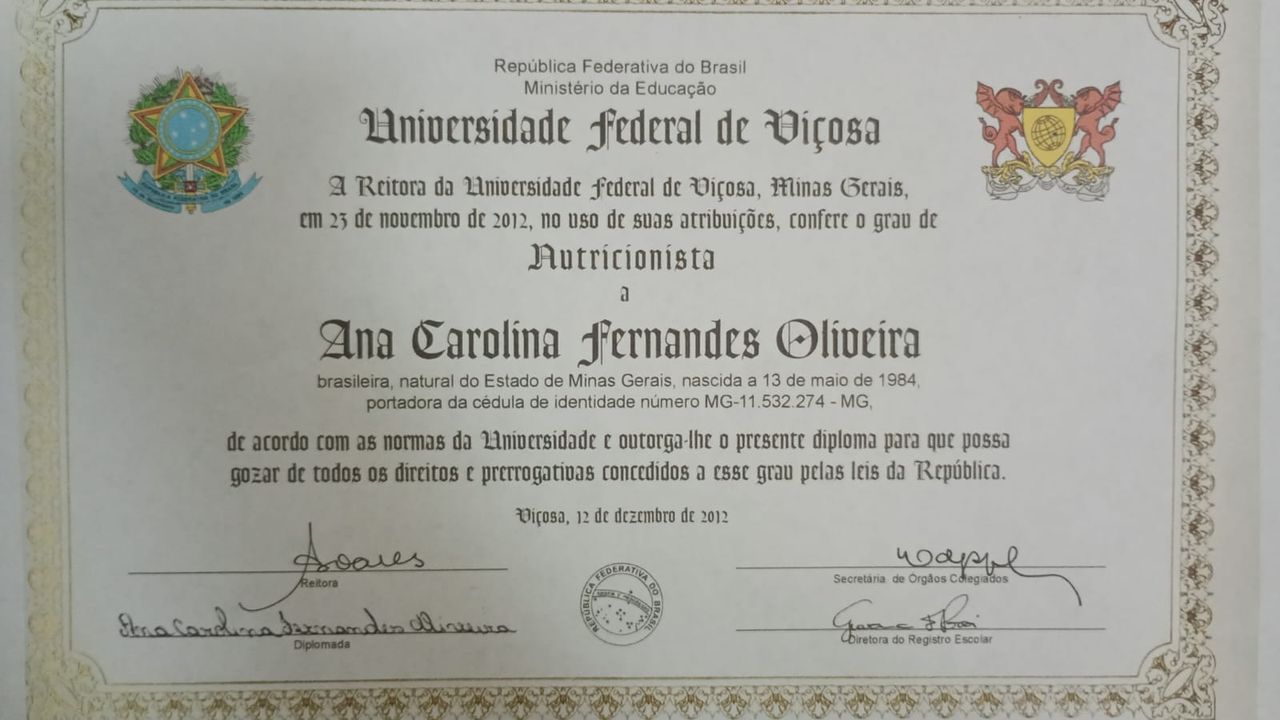 República Federativa do Brasil
Ministério da Educação
Universidade Federal de Viçosa
A Reitora da Universidade Federal de Viçosa, Minas Gerais,
em 23 de novembro de 2012, no uso de suas atribuições, confere o grau de
Nutricionista
a
Ana Carolina Fernandes Oliveira
brasileira, natural do Estado de Minas Gerais, nascida a 13 de maio de 1984,
portadora da cédula de identidade número MG-11.532.274 - MG,
de acordo com as normas da Universidade e outorga-lhe o presente diploma para que possa
gozar de todos os direitos e prerrogativas concedidos a esse grau pelas leis da República.
Viçosa, 12 de dezembro de 2012
Soares
Reitora
Secretária de Órgãos Colegiados
Ana Carolina Fernandes Oliveira
Diplomada
REPÚBLICA FEDERATIVA DO BRASIL
Diretora do Registro Escolar